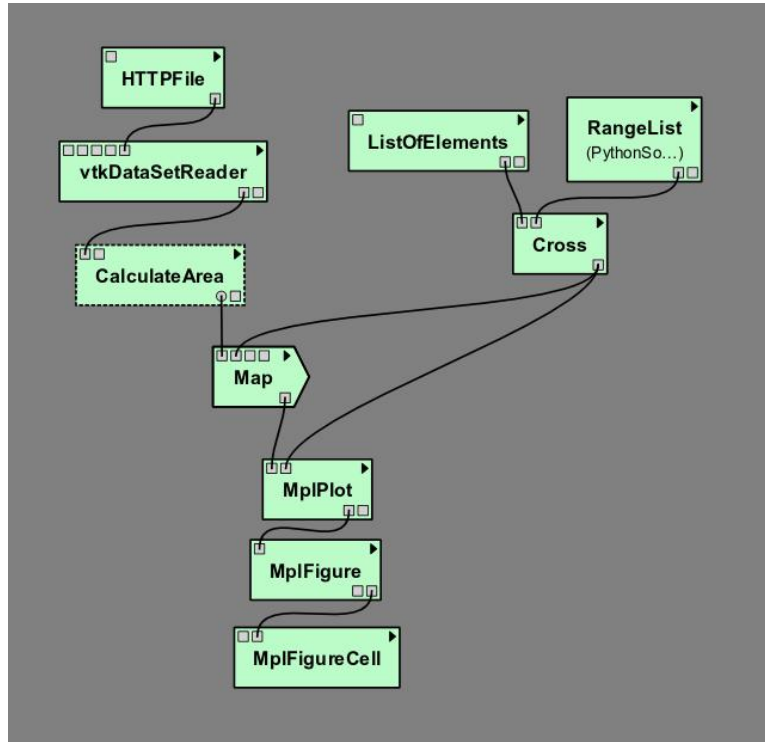 HTTPFile
ListOfElements
RangeList
(PythonSo...)
vtkDataSetReader
Cross
CalculateArea
Map
MplPlot
MplFigure
MplFigureCell